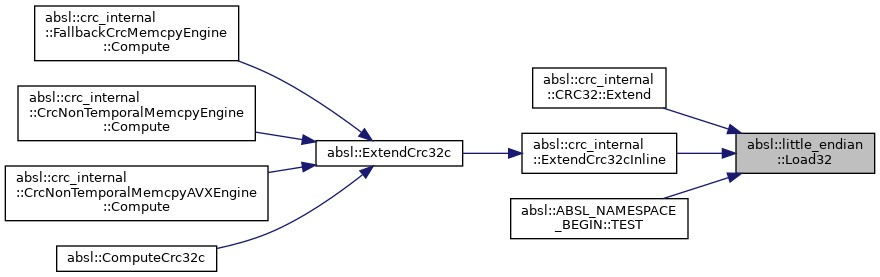 absl::crc_internal
::FallbackCrcMemcpyEngine
::Compute
absl::crc_internal
::CrcNonTemporalMemcpyEngine
::Compute
absl::crc_internal
::CrcNonTemporalMemcpyAVXEngine
::Compute
absl::ComputeCrc32c
absl::ExtendCrc32c
absl::crc_internal
::CRC32::Extend
absl::crc_internal
::ExtendCrc32cInline
absl::ABSL_NAMESPACE
_BEGIN::TEST
absl::little_endian
::Load32